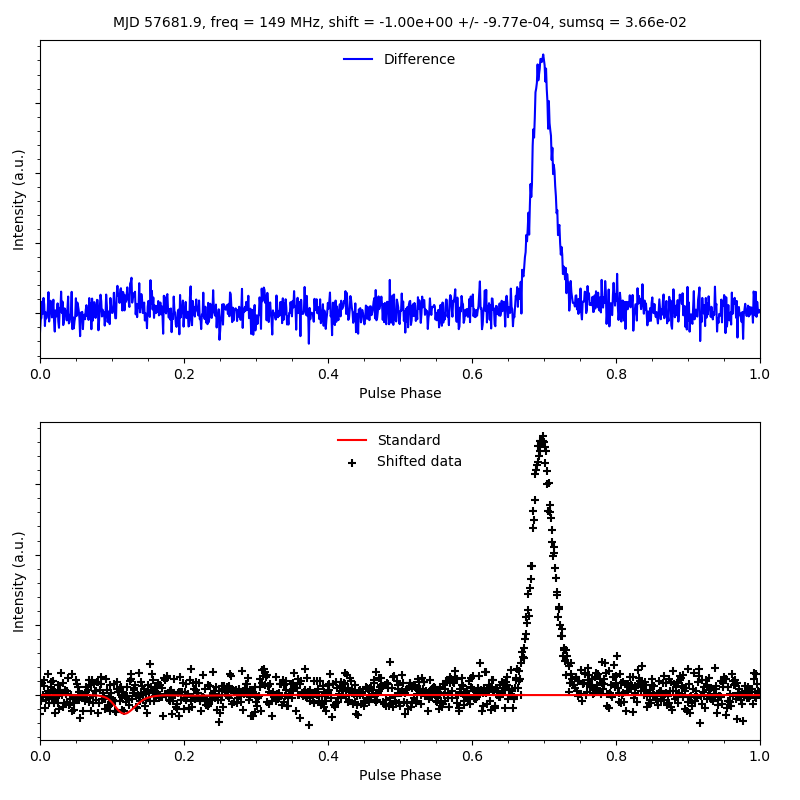 MJD 57681.9, freq = 149 MHz, shift = -1.00e+00 +/- -9.77e-04, sumsq = 3.66e-02
Difference
Intensity (a.u.)
0.0 0.2 0.4 0.6 0.8 1.0
Pulse Phase
Standard
Shifted data
Intensity (a.u.)
0.0 0.2 0.4 0.6 0.8 1.0
Pulse Phase